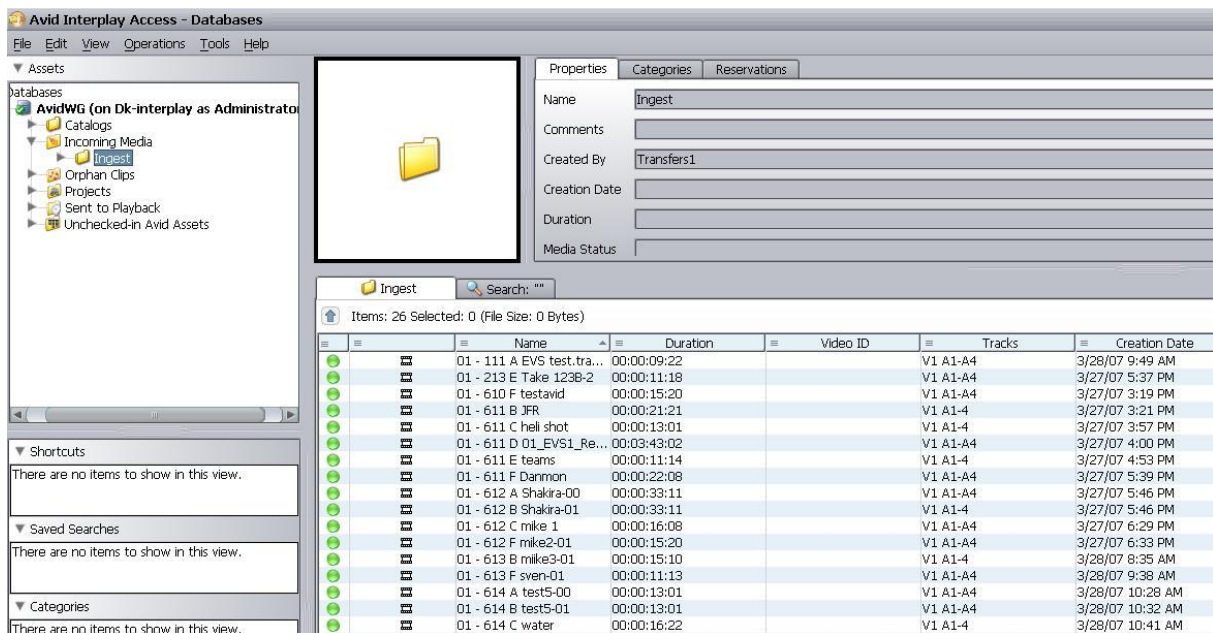 Avid Interplay Access - Databases
File Edit View Operations Tools Help
Assets
Databases
AvidWG (on Dk-interplay as Administrato
Catalogs
Incoming Media
Ingest
Orphan Clips
Projects
Sent to Playback
Unchecked-in Avid Assets
Shortcuts
There are no items to show in this view.
Saved Searches
There are no items to show in this view.
Categories
There are no items to show in this view.
Properties Categories Reservations
Name Ingest
Comments
Created By Transfers1
Creation Date
Duration
Media Status
Ingest Search: ""
Items: 26 Selected: 0 (File Size: 0 Bytes)
Name Duration Video ID Tracks Creation Date
01 - 111 A EVS test.tra... 00:00:09:22 V1 A1-A4 3/28/07 9:49 AM
01 - 213 E Take 123B-2 00:00:11:18 V1 A1-A4 3/27/07 5:37 PM
01 - 610 F testavid 00:00:15:20 V1 A1-A4 3/27/07 3:19 PM
01 - 611 B JFR 00:00:21:21 V1 A1-4 3/27/07 3:21 PM
01 - 611 C heli shot 00:00:13:01 V1 A1-4 3/27/07 3:57 PM
01 - 611 D 01_EVS1_Re... 00:03:43:02 V1 A1-A4 3/27/07 4:00 PM
01 - 611 E teams 00:00:11:14 V1 A1-4 3/27/07 4:53 PM
01 - 611 F Danmon 00:00:22:08 V1 A1-A4 3/27/07 5:39 PM
01 - 612 A Shakira-00 00:00:33:11 V1 A1-A4 3/27/07 5:46 PM
01 - 612 B Shakira-01 00:00:33:11 V1 A1-4 3/27/07 5:46 PM
01 - 612 C mike 1 00:00:16:08 V1 A1-A4 3/27/07 6:29 PM
01 - 612 F mike2-01 00:00:15:20 V1 A1-A4 3/27/07 6:33 PM
01 - 613 B miike3-01 00:00:15:10 V1 A1-4 3/28/07 8:35 AM
01 - 613 F sven-01 00:00:11:13 V1 A1-A4 3/28/07 9:38 AM
01 - 614 A test5-00 00:00:13:01 V1 A1-A4 3/28/07 10:28 AM
01 - 614 B test5-01 00:00:13:01 V1 A1-A4 3/28/07 10:32 AM
01 - 614 C water 00:00:16:22 V1 A1-4 3/28/07 10:41 AM